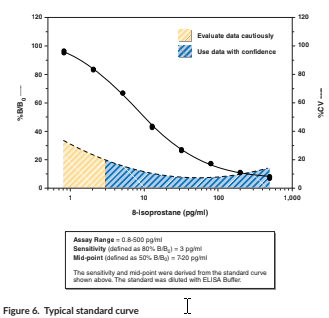 120
100
80
60
40
20
0
%B/B0
Evaluate data cautiously
Use data with confidence
120
100
80
60
40
20
0
%CV
1
10
100
1,000
8-Isoprostane (pg/ml)
Assay Range = 0.8-500 pg/ml
Sensitivity (defined as 80% B/B0) = 3 pg/ml
Mid-point (defined as 50% B/B0) = 7-20 pg/ml
The sensitivity and mid-point were derived from the standard curve
shown above. The standard was diluted with ELISA Buffer.
Figure 6. Typical standard curve